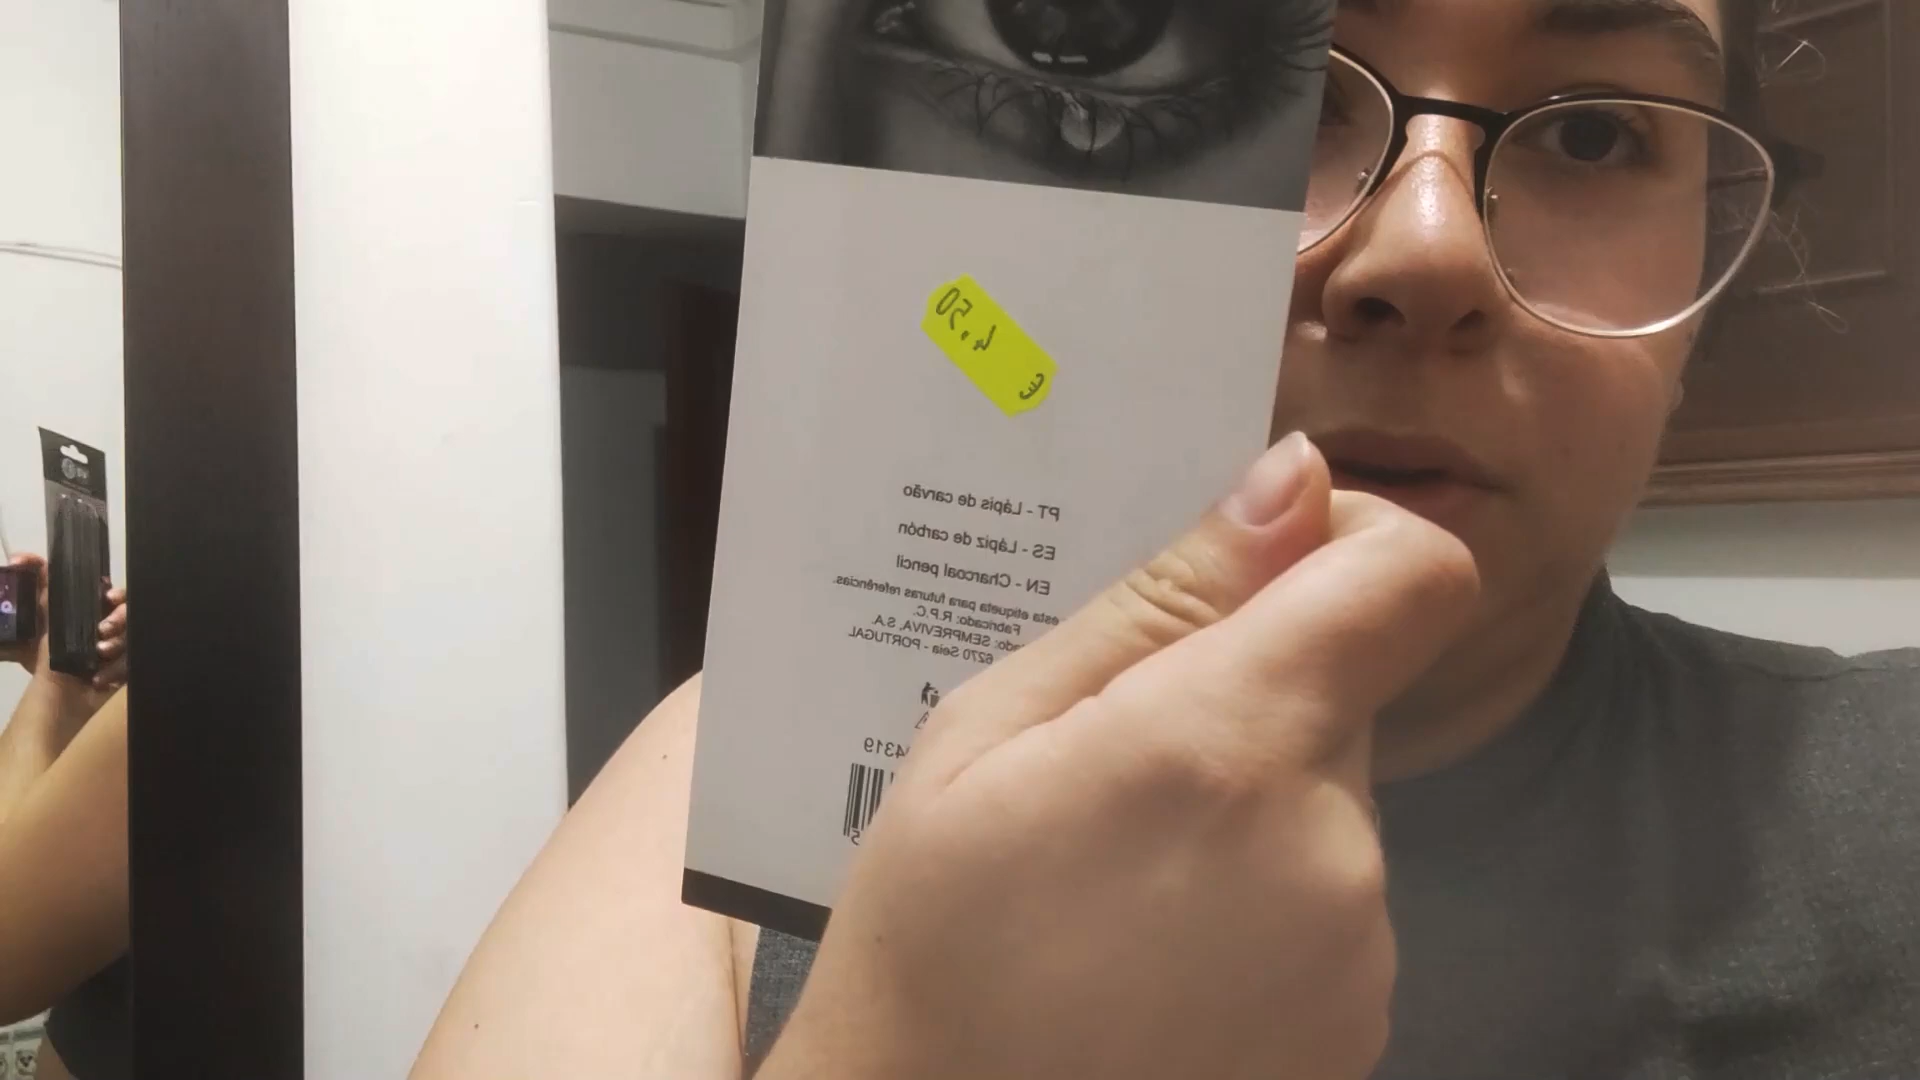 4,50
€
PT - Lápis de carvão
ES - Lápiz de carbón
EN - Charcoal pencil
esta etiqueta para futuras referências.
Fabricado: R.P.C.
SEMPREVIVA, S.A.
6270 Seia - PORTUGAL
4319
5